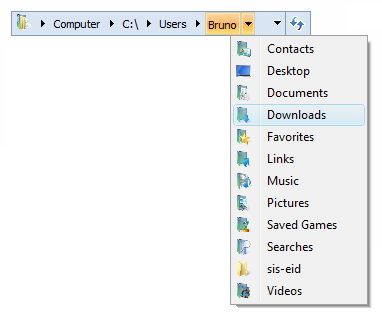 Computer C:\ Users Bruno
Contacts
Desktop
Documents
Downloads
Favorites
Links
Music
Pictures
Saved Games
Searches
sis-eid
Videos